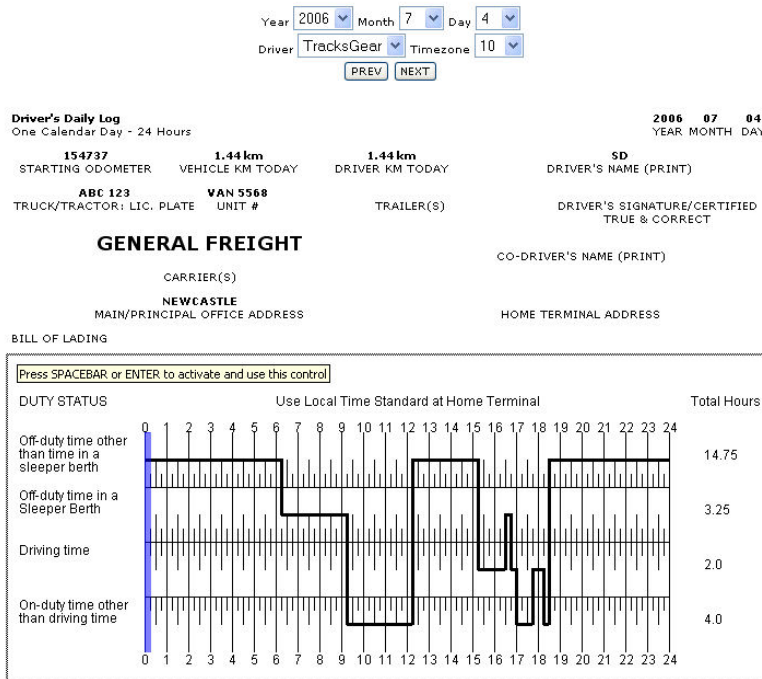 Year 2006 Month 7 Day 4
Driver TracksGear Timezone 10
PREV NEXT
Driver's Daily Log 2006 07 04
One Calendar Day - 24 Hours YEAR MONTH DAY
154737 1.44 km 1.44 km SD
STARTING ODOMETER VEHICLE KM TODAY DRIVER KM TODAY DRIVER'S NAME (PRINT)
ABC 123 VAN 5568
TRUCK/TRACTOR: LIC. PLATE UNIT # TRAILER(S) DRIVER'S SIGNATURE/CERTIFIED
TRUE & CORRECT
GENERAL FREIGHT
CO-DRIVER'S NAME (PRINT)
CARRIER(S)
NEWCASTLE
MAIN/PRINCIPAL OFFICE ADDRESS HOME TERMINAL ADDRESS
BILL OF LADING
Press SPACEBAR or ENTER to activate and use this control
DUTY STATUS Use Local Time Standard at Home Terminal Total Hours
0 1 2 3 4 5 6 7 8 9 10 11 12 13 14 15 16 17 18 19 20 21 22 23 24
Off-duty time other
than time in a 14.75
sleeper berth
Off-duty time in a
Sleeper Berth 3.25
Driving time 2.0
On-duty time other
than driving time 4.0
0 1 2 3 4 5 6 7 8 9 10 11 12 13 14 15 16 17 18 19 20 21 22 23 24